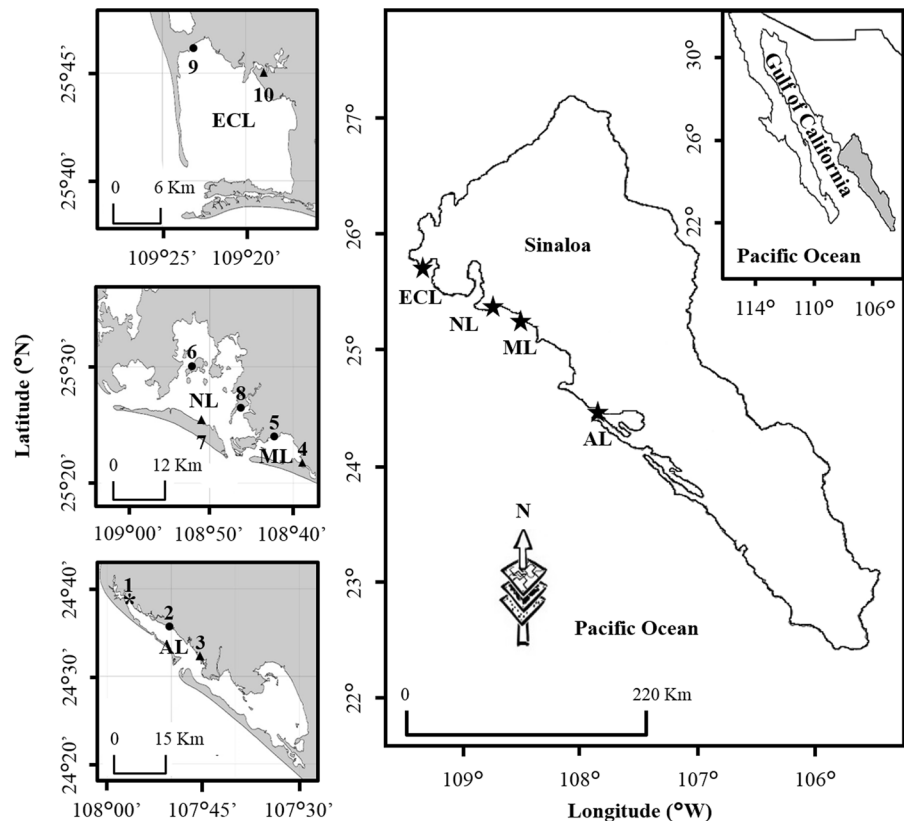 Latitude (°N)
25°45’
25°40’
9
10
ECL
0 6 Km
109°25’ 109°20’
25°30’
25°20’
6
8
NL
5
7
ML
4
0 12 Km
109°00’ 108°50’ 108°40’
24°40’
24°30’
24°20’
1
*
2
3
AL
0 15 Km
108°00’ 107°45’ 107°30’
27°
26°
25°
24°
23°
22°
Sinaloa
ECL
NL
ML
AL
N
Pacific Ocean
0 220 Km
109° 108° 107° 106°
Longitude (°W)
30°
26°
22°
Gulf of California
Pacific Ocean
114° 110° 106°